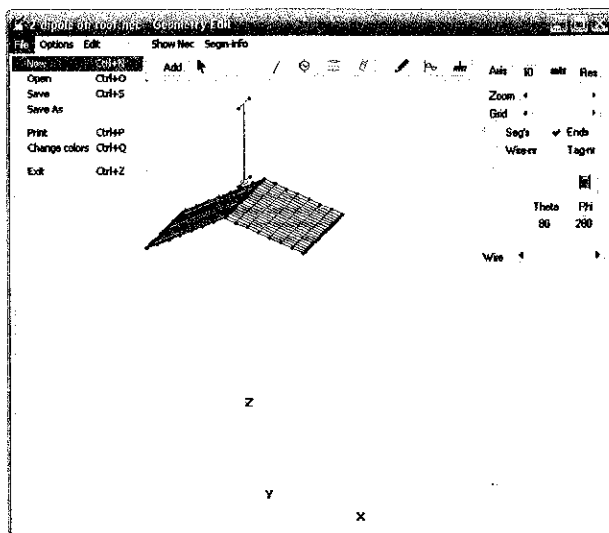 2 dipole on roof.nec - Geometry Edit
File Options Edit Show Nec Segm-info
New Ctrl+N
Open Ctrl+O
Save Ctrl+S
Save As
Print Ctrl+P
Change colors Ctrl+Q
Exit Ctrl+Z
Add
Axis 10 mtr Res
Zoom
Grid
Seg's Ends
Wire-nr Tag-nr
Theta Phi
80 280
Wire
Z
Y
X